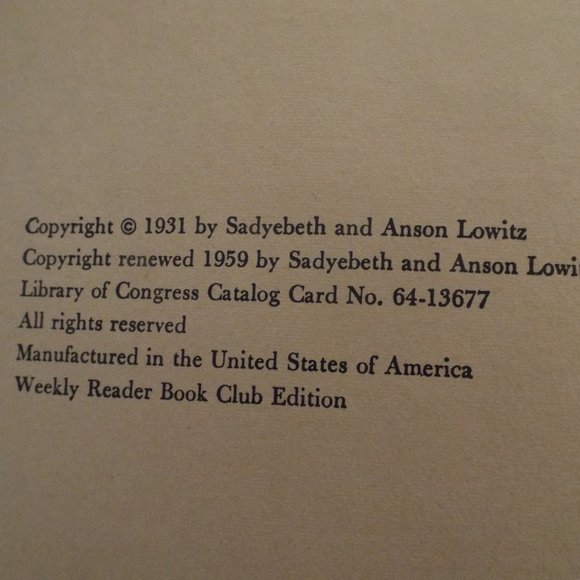 Copyright © 1931 by Sadyebeth and Anson Lowitz
Copyright renewed 1959 by Sadyebeth and Anson Lowi
Library of Congress Catalog Card No. 64-13677
All rights reserved
Manufactured in the United States of America
Weekly Reader Book Club Edition